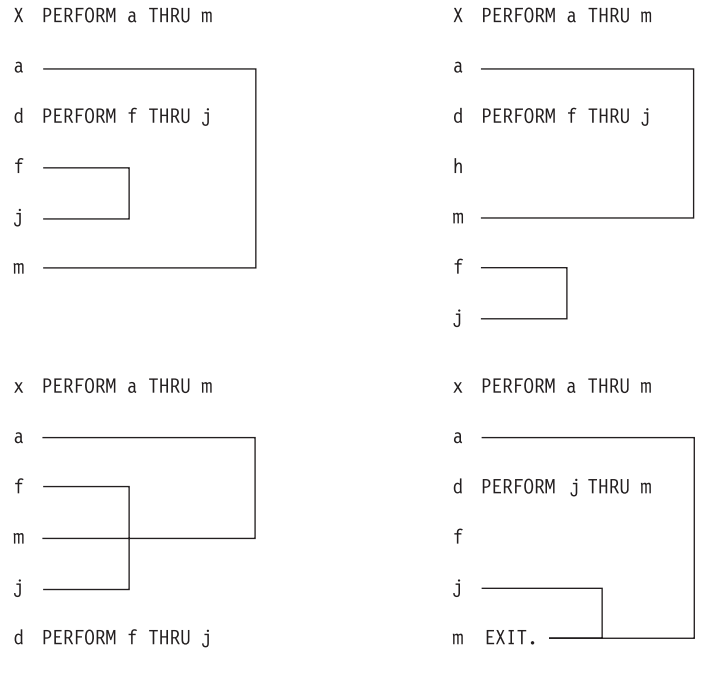 X PERFORM a THRU m
a
d PERFORM f THRU j
f
j
m
X PERFORM a THRU m
a
d PERFORM f THRU j
h
m
f
j
x PERFORM a THRU m
a
f
m
j
d PERFORM f THRU j
x PERFORM a THRU m
a
d PERFORM j THRU m
f
j
m EXIT.